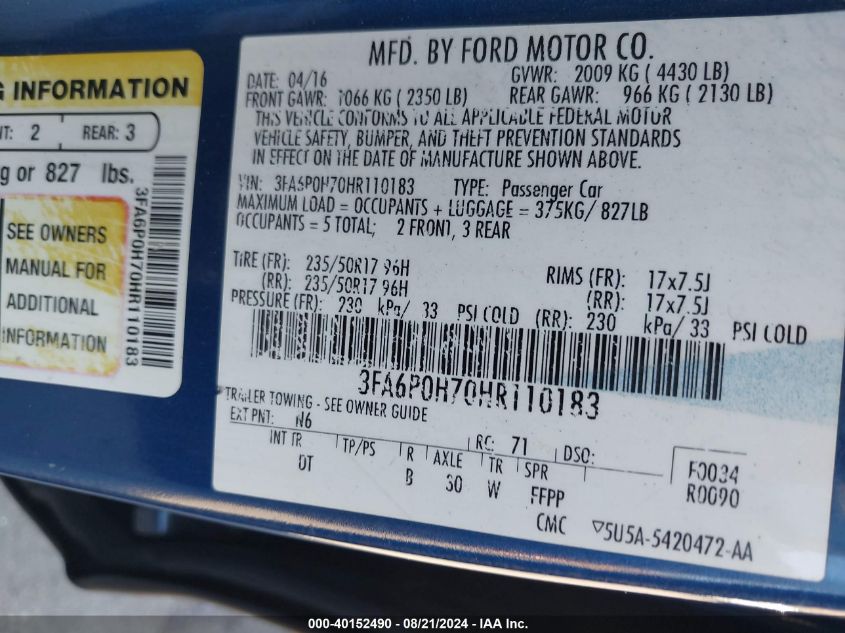 G INFORMATION
NT: 2 REAR: 3
g or 827 lbs.
SEE OWNERS
MANUAL FOR
ADDITIONAL
INFORMATION
3FA6P0H70HR110183
MFD. BY FORD MOTOR CO.
DATE: 04/16 GVWR: 2009 KG ( 4430 LB)
FRONT GAWR: 1066 KG ( 2350 LB) REAR GAWR: 966 KG ( 2130 LB)
THIS VEHICLE CONFORMS TO ALL APPLICABLE FEDERAL MOTOR
VEHICLE SAFETY, BUMPER, AND THEFT PREVENTION STANDARDS
IN EFFECT ON THE DATE OF MANUFACTURE SHOWN ABOVE.
VIN: 3FA6P0H70HR110183 TYPE: Passenger Car
MAXIMUM LOAD = OCCUPANTS + LUGGAGE = 375KG/ 827LB
OCCUPANTS = 5 TOTAL; 2 FRONT, 3 REAR
TIRE (FR): 235/50R17 96H RIMS (FR): 17x7.5J
(RR): 235/50R17 96H (RR): 17x7.5J
PRESSURE (FR): 230 kPa/ 33 PSI COLD (RR): 230 kPa/ 33 PSI COLD
3FA6P0H70HR110183
TRAILER TOWING - SEE OWNER GUIDE
EXT PNT: N6 RC: 71 DSO:
INT TR TP/PS R AXLE TR SPR
DT B 30 W FFPP
F0034
R0090
CMC 5U5A-5420472-AA
000-40152490 - 08/21/2024 - IAA Inc.